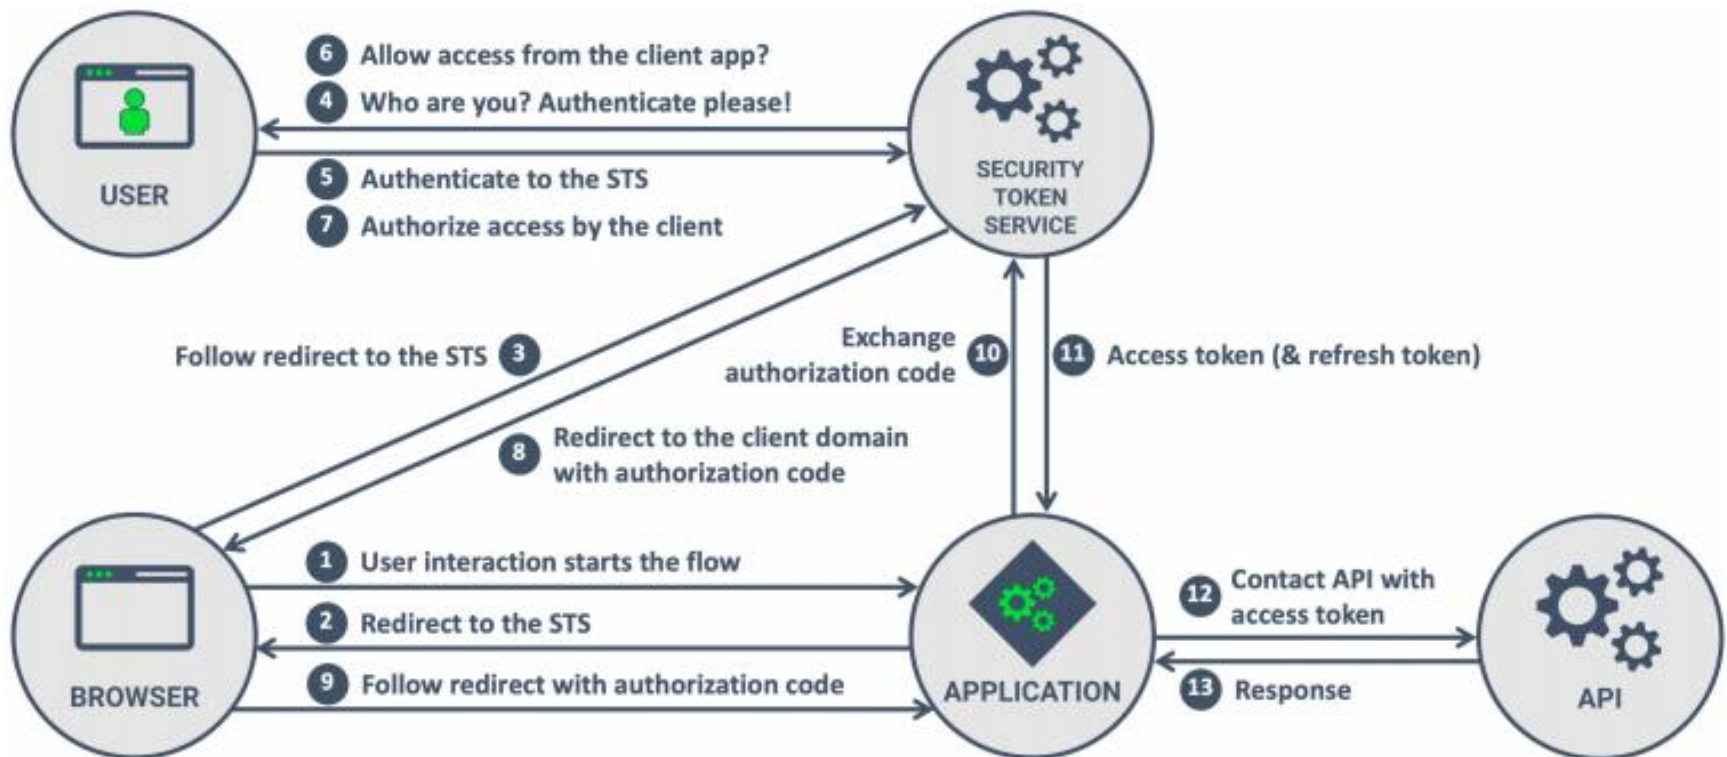 6 Allow access from the client app?
4 Who are you? Authenticate please!
USER
5 Authenticate to the STS
7 Authorize access by the client
SECURITY
TOKEN
SERVICE
Follow redirect to the STS 3
Exchange
authorization code 10
11 Access token (& refresh token)
8 Redirect to the client domain
with authorization code
1 User interaction starts the flow
2 Redirect to the STS
9 Follow redirect with authorization code
BROWSER
APPLICATION
12 Contact API with
access token
13 Response
API